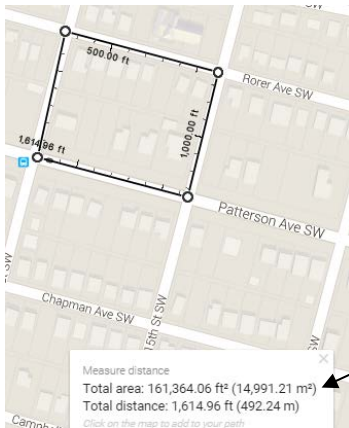 500.00 ft
Rorer Ave SW
1,000.00 ft
1,614.96 ft
Patterson Ave SW
Chapman Ave SW
15th St SW
SW
Measure distance
Total area: 161,364.06 ft² (14,991.21 m²)
Total distance: 1,614.96 ft (492.24 m)
Click on the map to add to your path